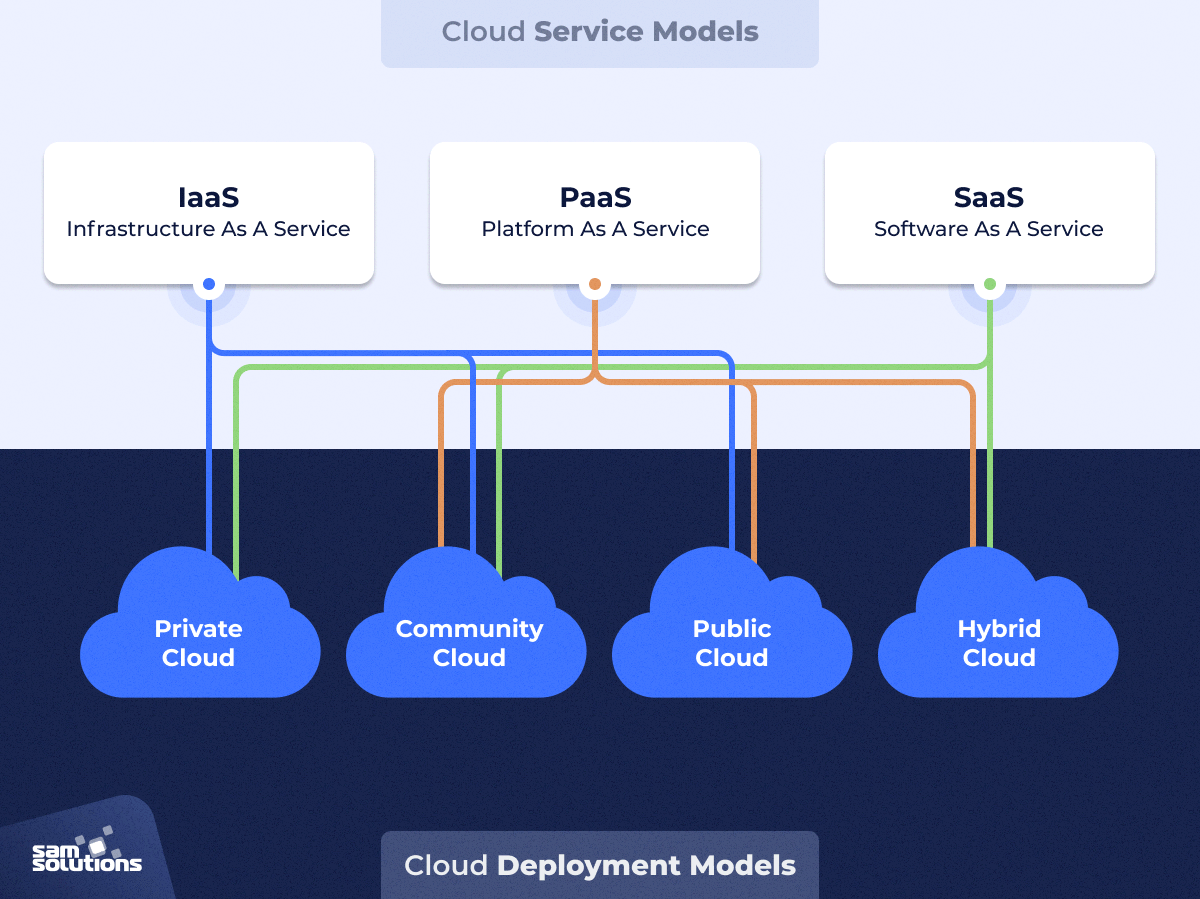 Cloud Service Models
IaaS
Infrastructure As A Service
PaaS
Platform As A Service
SaaS
Software As A Service
Private
Cloud
Community
Cloud
Public
Cloud
Hybrid
Cloud
sam
solutions
Cloud Deployment Models